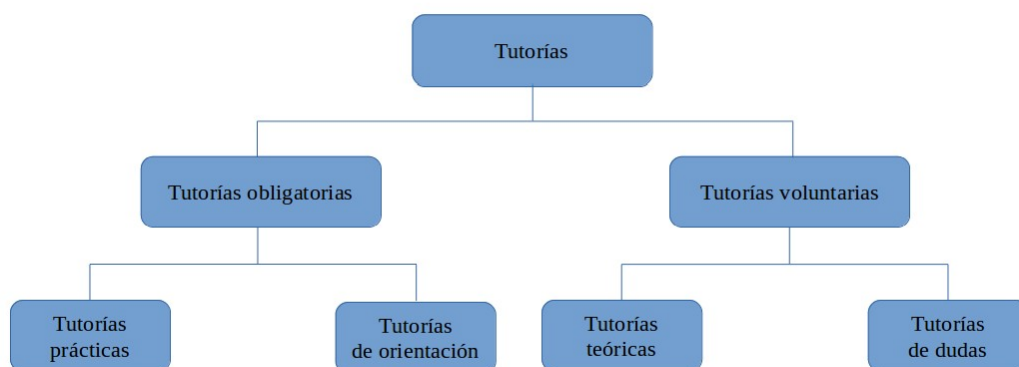 Tutorías
Tutorías obligatorias
Tutorías voluntarias
Tutorías
prácticas
Tutorías
de orientación
Tutorías
teóricas
Tutorías
de dudas